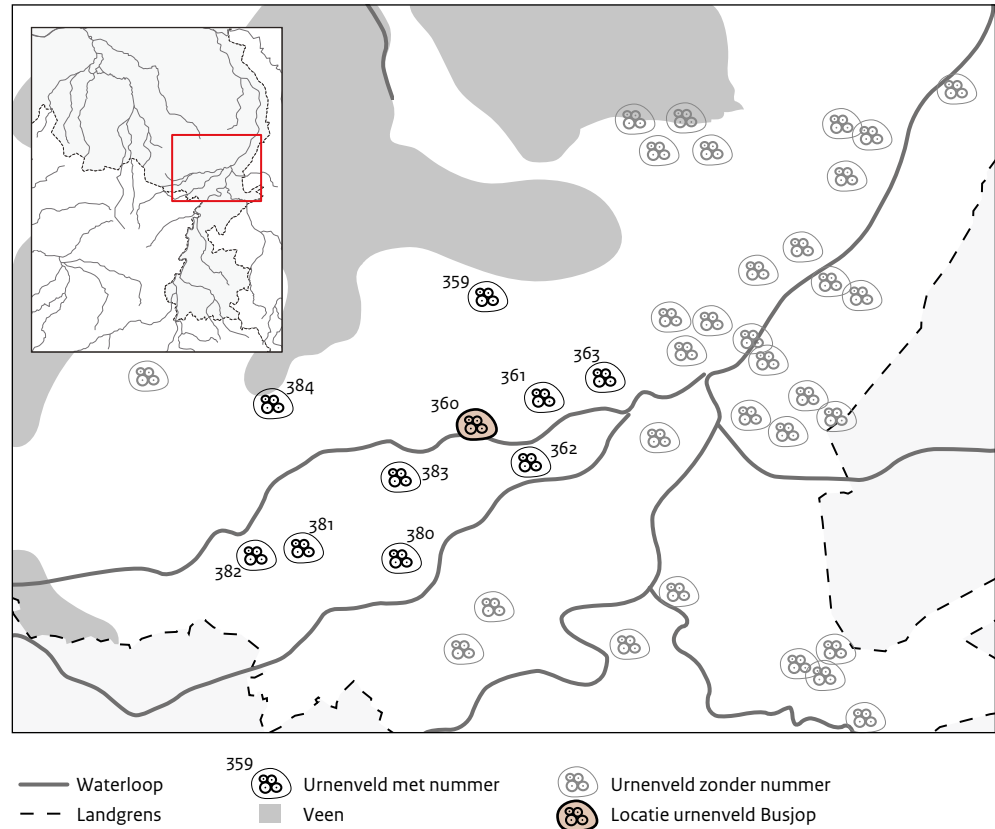 359
363
361
384
360
362
383
381
380
382
359
Waterloop
Urnenveld met nummer
Urnenveld zonder nummer
Landgrens
Veen
Locatie urnenveld Busjop